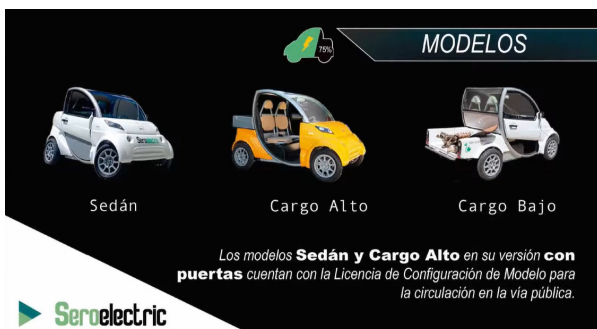 75%
MODELOS
Seroelectric
Sedán
Cargo Alto
Cargo Bajo
Los modelos Sedán y Cargo Alto en su versión con
puertas cuentan con la Licencia de Configuración de Modelo para
la circulación en la vía pública.
Seroelectric